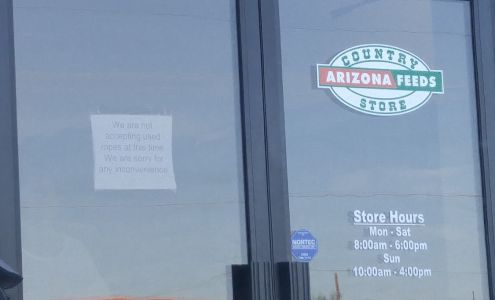 We are not
accepting used
ropes at this time.
We are sorry for
any inconvenience
COUNTRY
ARIZONA FEEDS
STORE
Store Hours
Mon - Sat
8:00am - 6:00pm
Sun
10:00am - 4:00pm
NORTEC